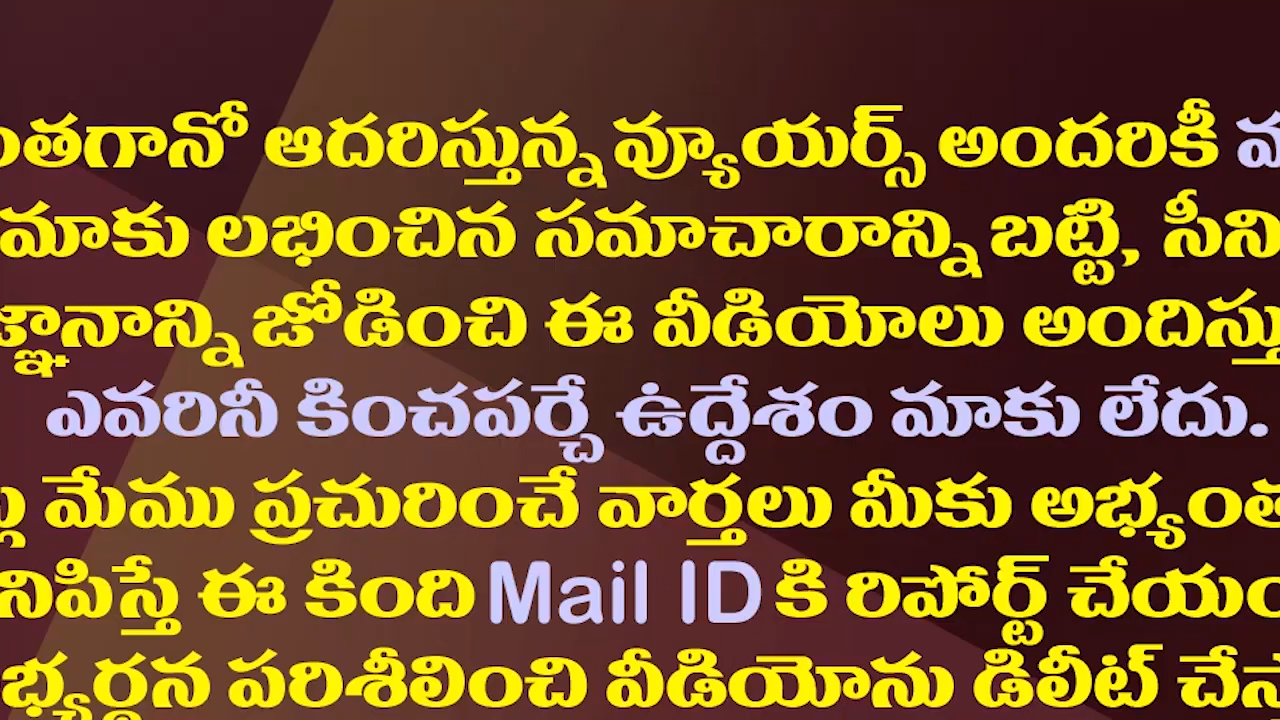 ంతగానో ఆదరిస్తున్న వ్యూయర్స్ అందరికీ
మాకు లభించిన సమాచారాన్ని బట్టి, సీని
జ్ఞానాన్ని జోడించి ఈ వీడియోలు అందిస్తు
ఎవరినీ కించపర్చే ఉద్దేశం మాకు లేదు.
మేము ప్రచురించే వార్తలు మీకు అభ్యంత
నిపిస్తే ఈ కింది Mail ID కి రిపోర్ట్ చేయం
భ్యర్థన పరిశీలించి వీడియోను డిలీట్ చేస